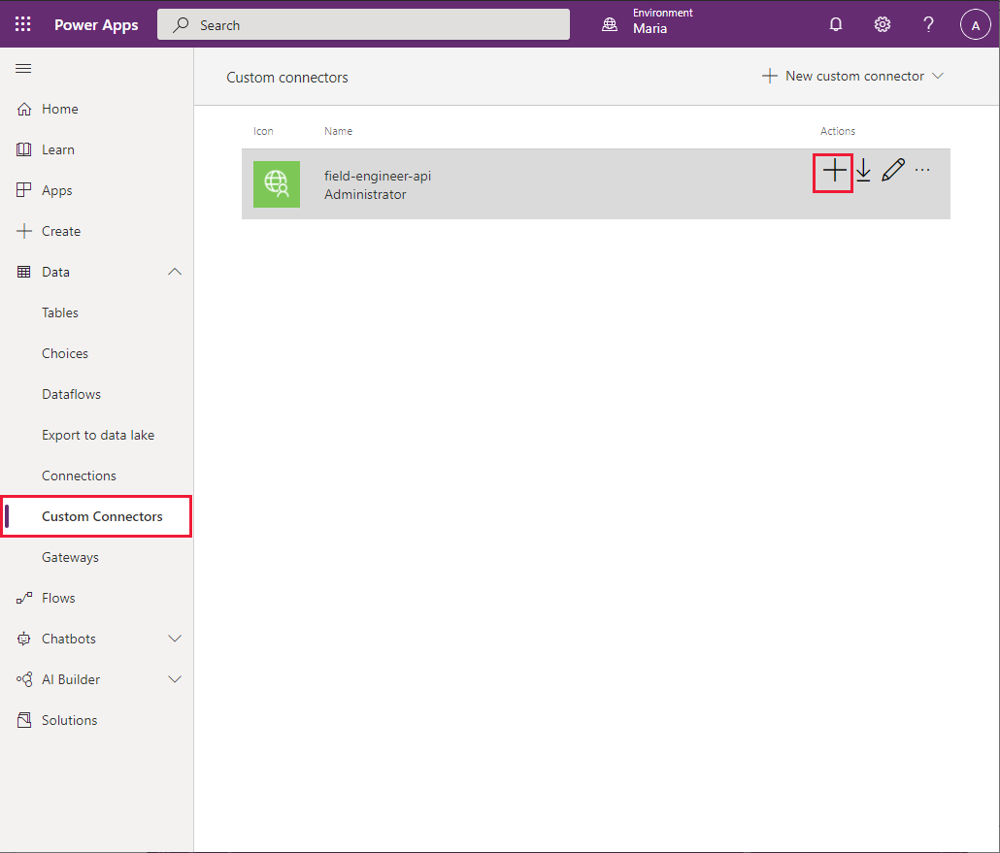 Power Apps
Search
Environment
Maria
?
A
Home
Learn
Apps
Create
Data
Tables
Choices
Dataflows
Export to data lake
Connections
Custom Connectors
Gateways
Flows
Chatbots
AI Builder
Solutions
Custom connectors
New custom connector
Icon Name Actions
field-engineer-api
Administrator